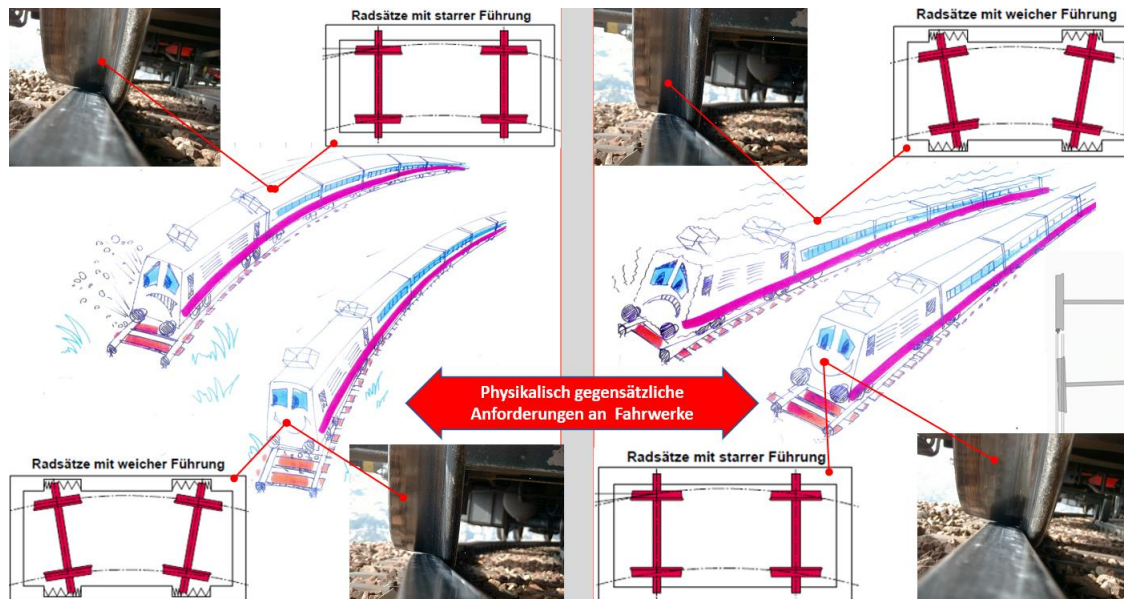 Radsätze mit starrer Führung
Radsätze mit weicher Führung
Physikalisch gegensätzliche
Anforderungen an Fahrwerke
Radsätze mit weicher Führung
Radsätze mit starrer Führung